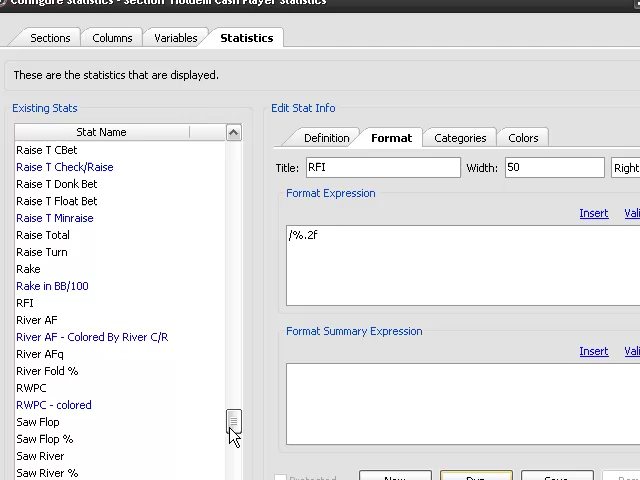 Configure Statistics - Section Holdem Cash Player Statistics
Sections Columns Variables Statistics
These are the statistics that are displayed.
Existing Stats
Edit Stat Info
Stat Name
Definition Format Categories Colors
Raise T CBet
Raise T Check/Raise
Title: RFI Width: 50 Right
Raise T Donk Bet
Format Expression
Raise T Float Bet
Insert
Raise T Minraise
Raise Total
/%.2f
Raise Turn
Rake
Rake in BB/100
RFI
River AF
Format Summary Expression
River AF - Colored By River C/R
Insert
River AFq
River Fold %
RWPC
RWPC - colored
Saw Flop
Saw Flop %
Saw River
Saw River %
Protected New Dup Save